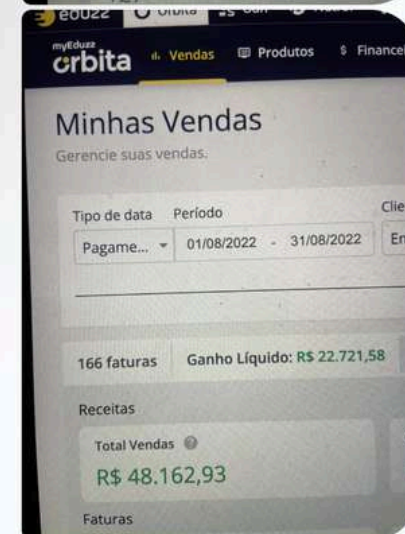 eduzz Órbita
myEduzz
órbita Vendas Produtos $
Minhas Vendas
Gerencie suas vendas.
Tipo de data Período
Pagame... 01/08/2022 - 31/08/2022
166 faturas Ganho Líquido: R$ 22.721,58
Receitas
Total Vendas ?
R$ 48.162,93
Faturas